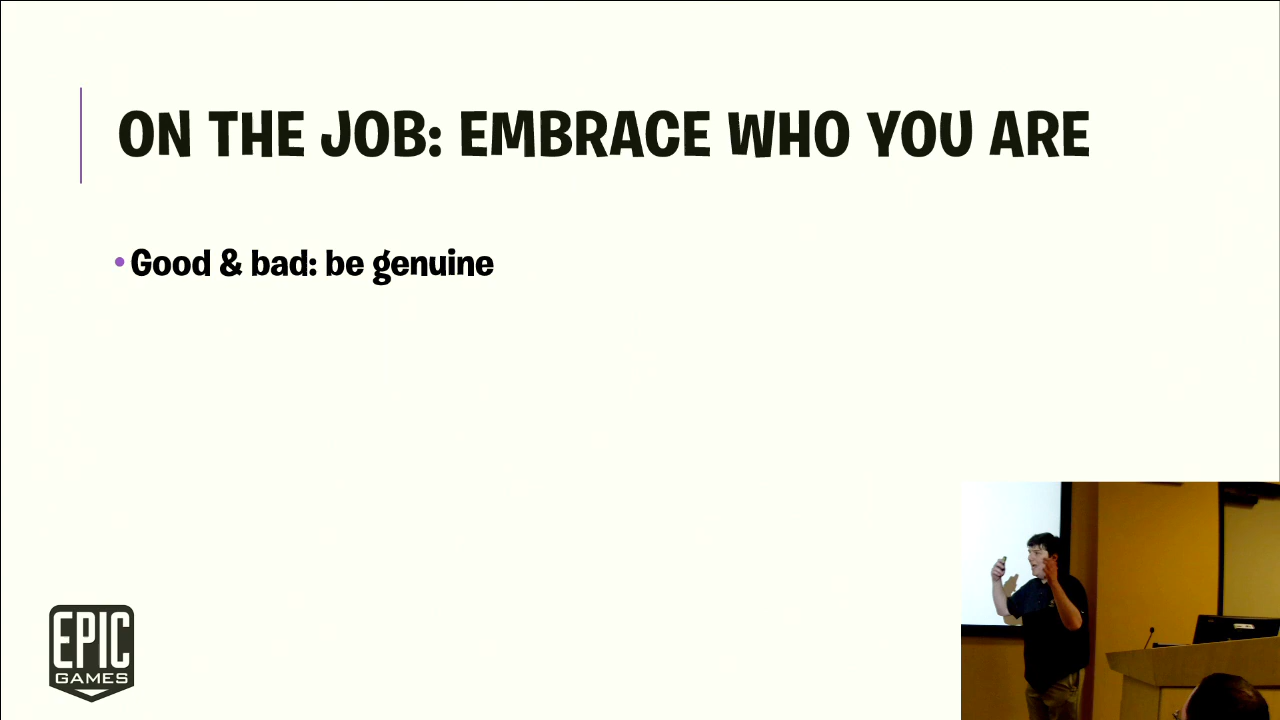 ON THE JOB: EMBRACE WHO YOU ARE
• Good & bad: be genuine
EPIC
GAMES